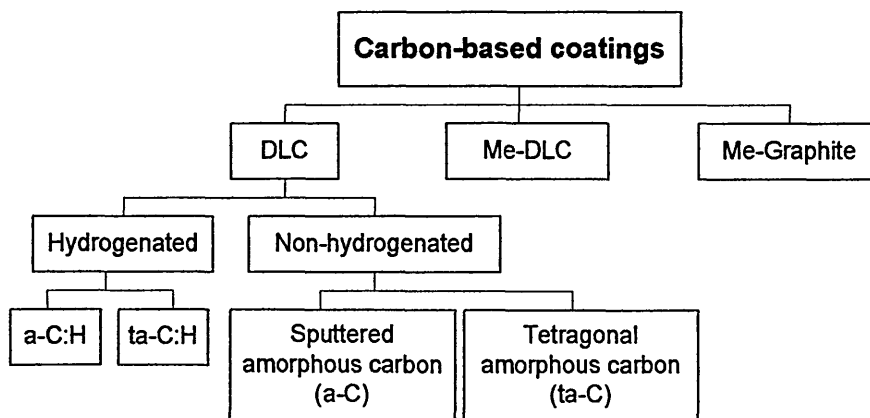 Carbon-based coatings
DLC
Me-DLC
Me-Graphite
Hydrogenated
Non-hydrogenated
a-C:H
ta-C:H
Sputtered
amorphous carbon
(a-C)
Tetragonal
amorphous carbon
(ta-C)